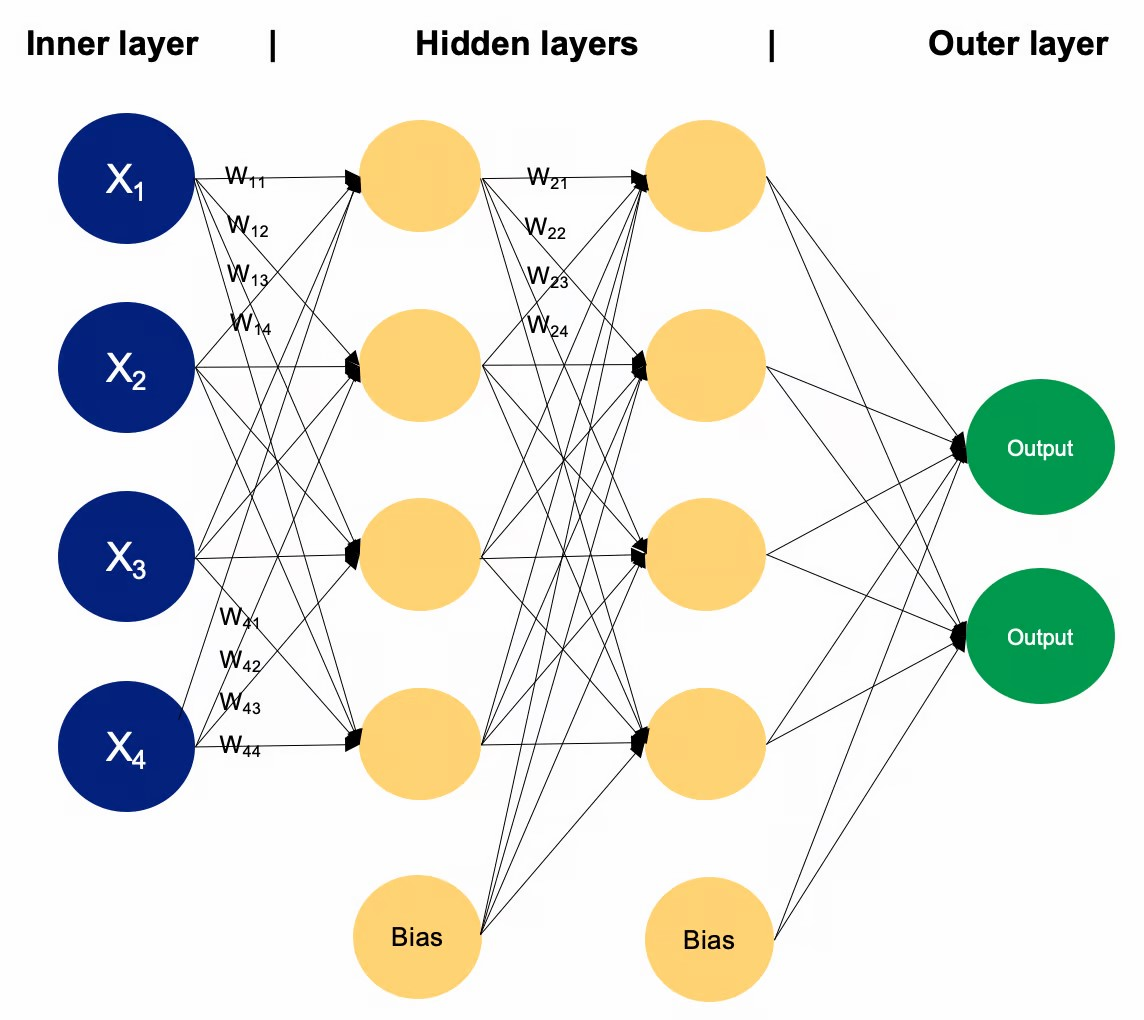 Inner layer | Hidden layers | Outer layer
X₁
W₁₁
W₁₂
W₁₃
W₁₄
W₂₁
W₂₂
W₂₃
W₂₄
X₂
Output
X₃
W₄₁
W₄₂
W₄₃
W₄₄
Output
X₄
Bias
Bias